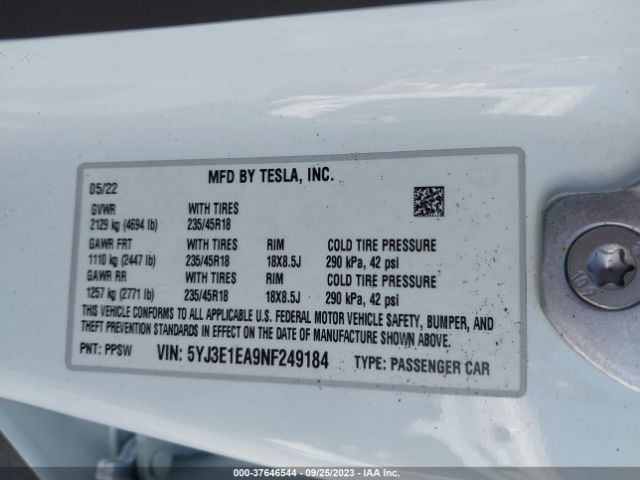 MFD BY TESLA, INC.
05/22
GVWR WITH TIRES
2129 kg (4694 lb) 235/45R18
GAWR FRT WITH TIRES RIM COLD TIRE PRESSURE
1110 kg (2447 lb) 235/45R18 18X8.5J 290 kPa, 42 psi
GAWR RR WITH TIRES RIM COLD TIRE PRESSURE
1257 kg (2771 lb) 235/45R18 18X8.5J 290 kPa, 42 psi
THIS VEHICLE CONFORMS TO ALL APPLICABLE U.S. FEDERAL MOTOR VEHICLE SAFETY, BUMPER, AND
THEFT PREVENTION STANDARDS IN EFFECT ON THE DATE OF MANUFACTURE SHOWN ABOVE.
PNT: PPSW VIN: 5YJ3E1EA9NF249184 TYPE: PASSENGER CAR
000-37646544 - 09/25/2023 - IAA Inc.